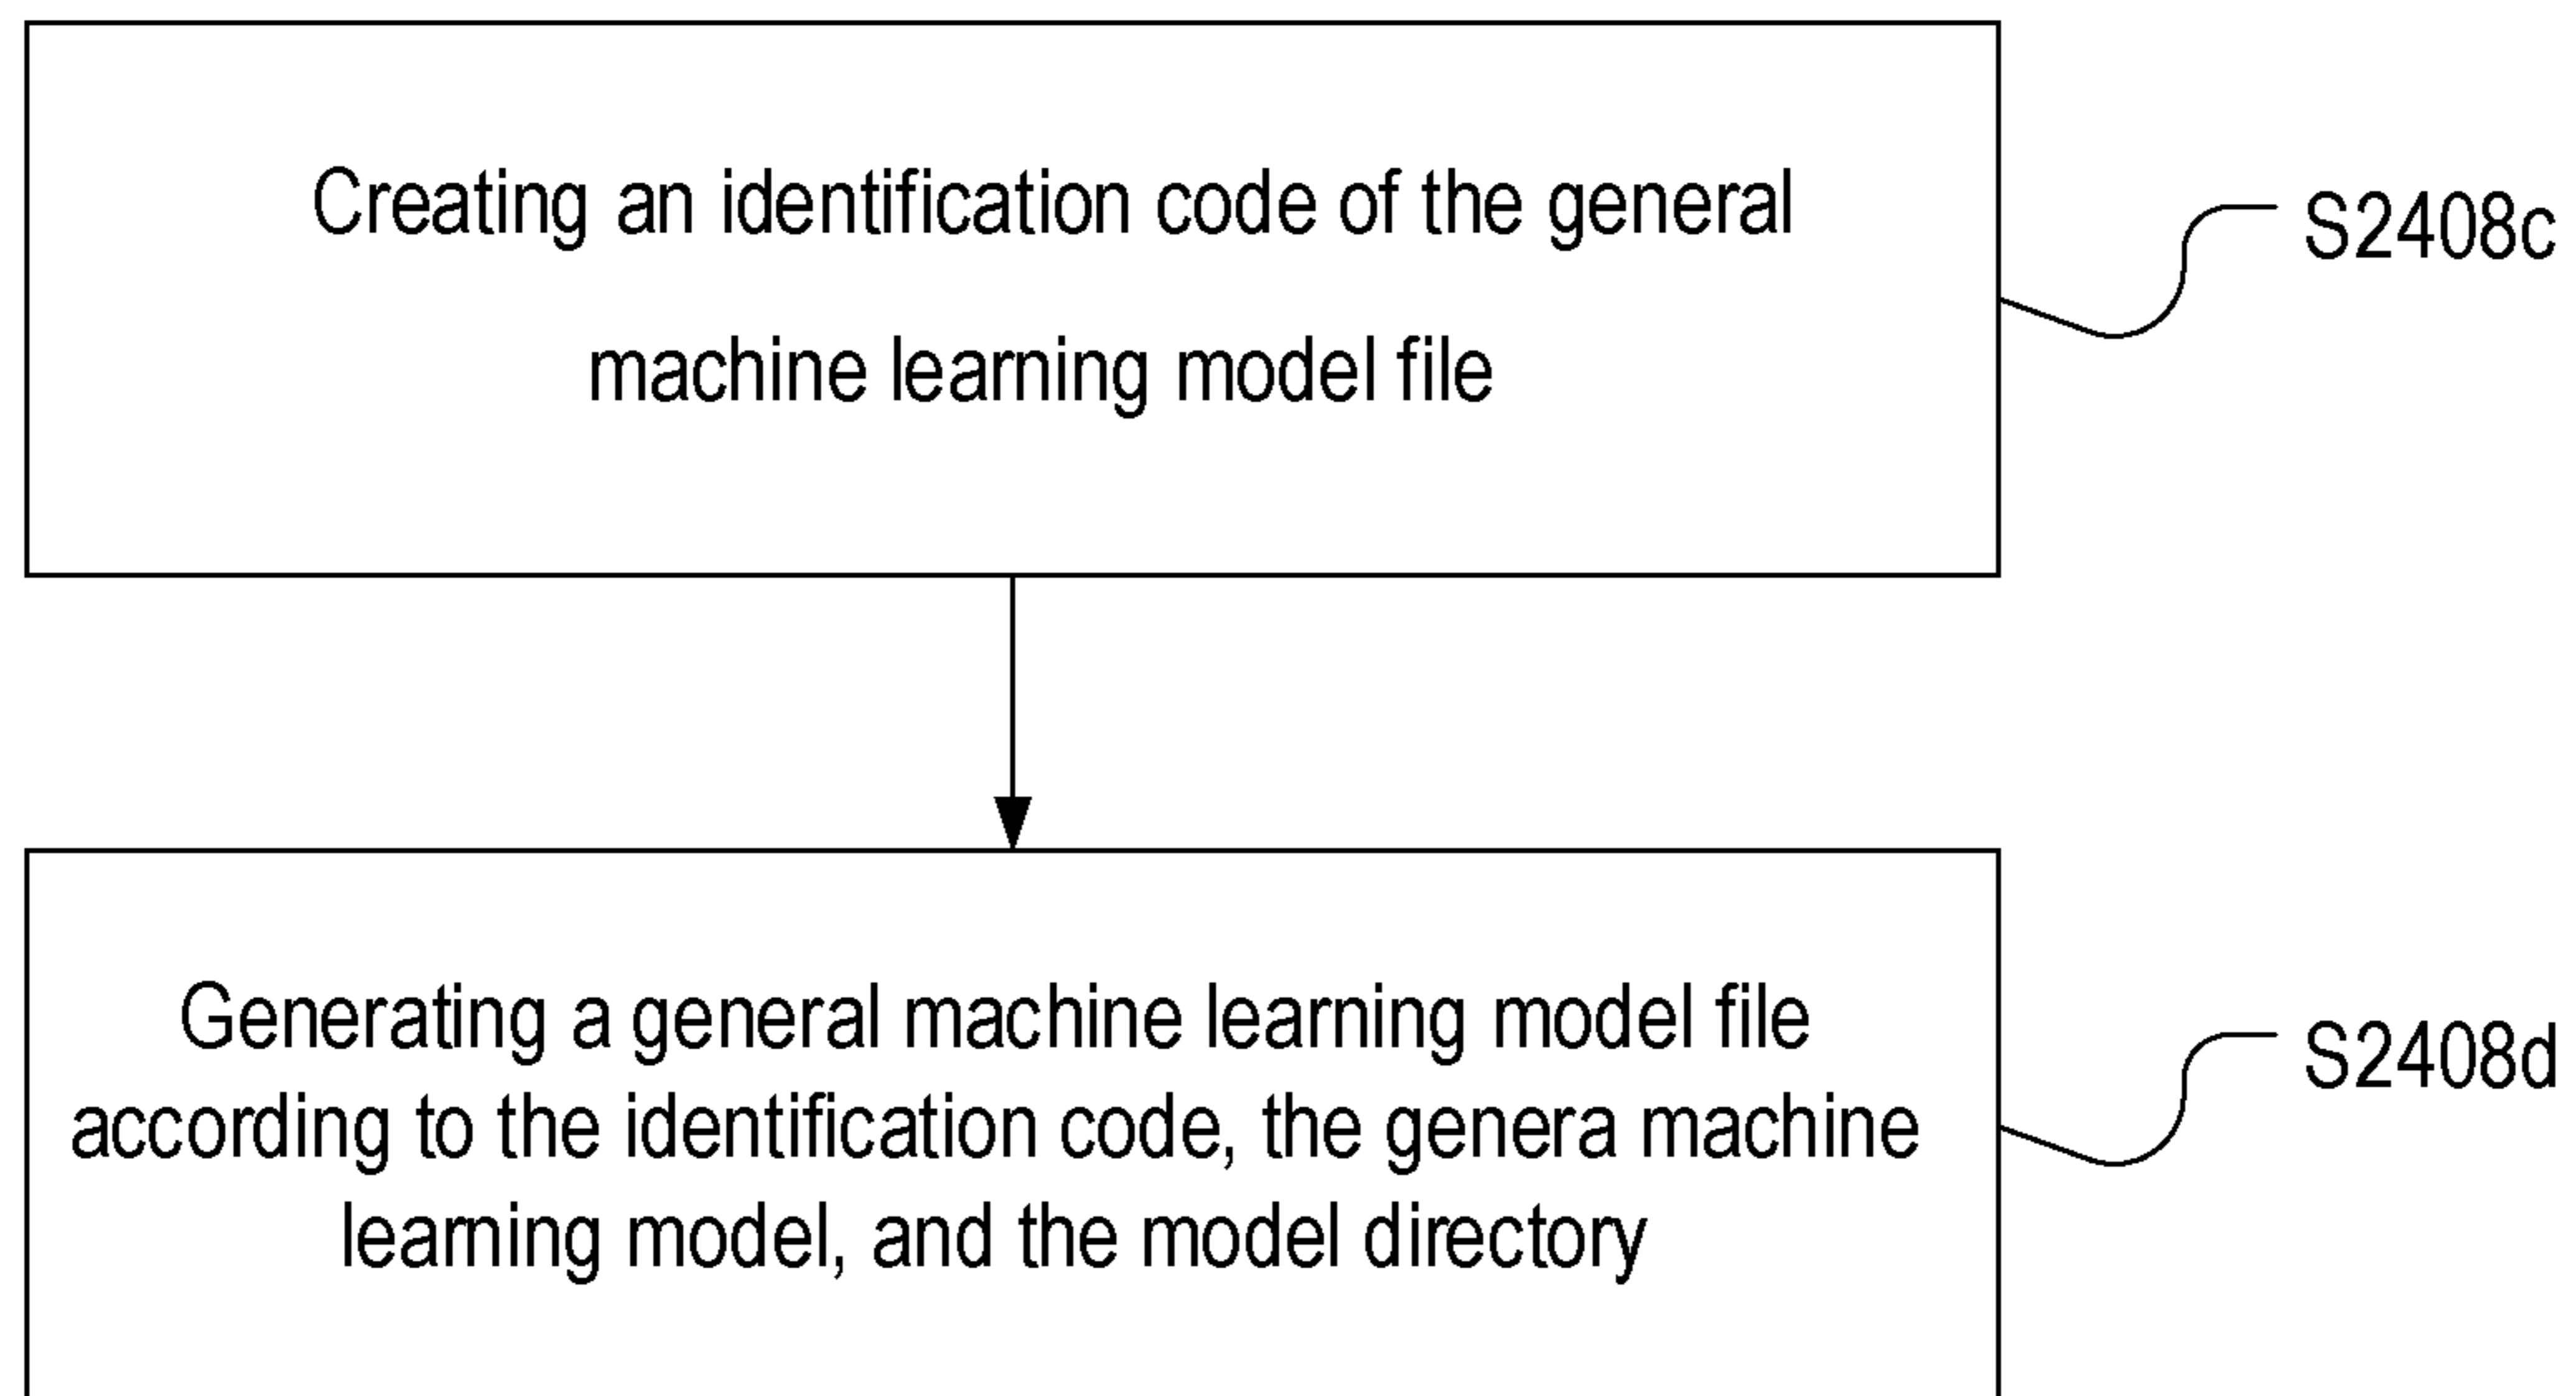 Creating an identification code of the general
machine learning model file
S2408c
Generating a general machine learning model file
according to the identification code, the genera machine
learning model, and the model directory
S2408d